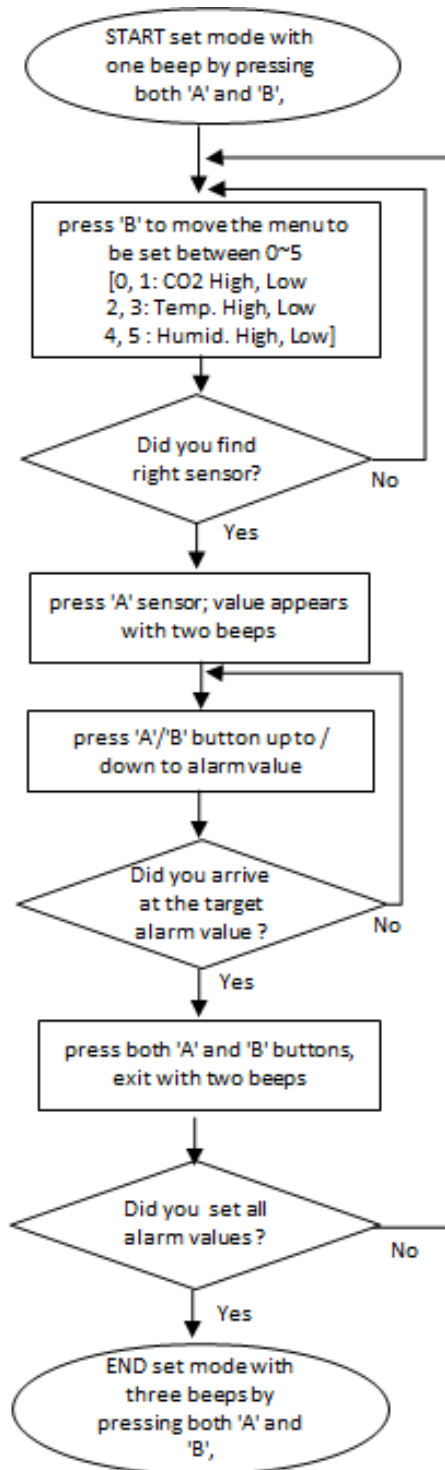 START set mode with
one beep by pressing
both 'A' and 'B',
press 'B' to move the menu to
be set between 0~5
[0, 1: CO2 High, Low
2, 3: Temp. High, Low
4, 5 : Humid. High, Low]
Did you find
right sensor?
No
Yes
press 'A' sensor; value appears
with two beeps
press 'A'/'B' button up to /
down to alarm value
Did you arrive
at the target
alarm value ?
No
Yes
press both 'A' and 'B' buttons,
exit with two beeps
Did you set all
alarm values ?
No
Yes
END set mode with
three beeps by
pressing both 'A' and
'B',